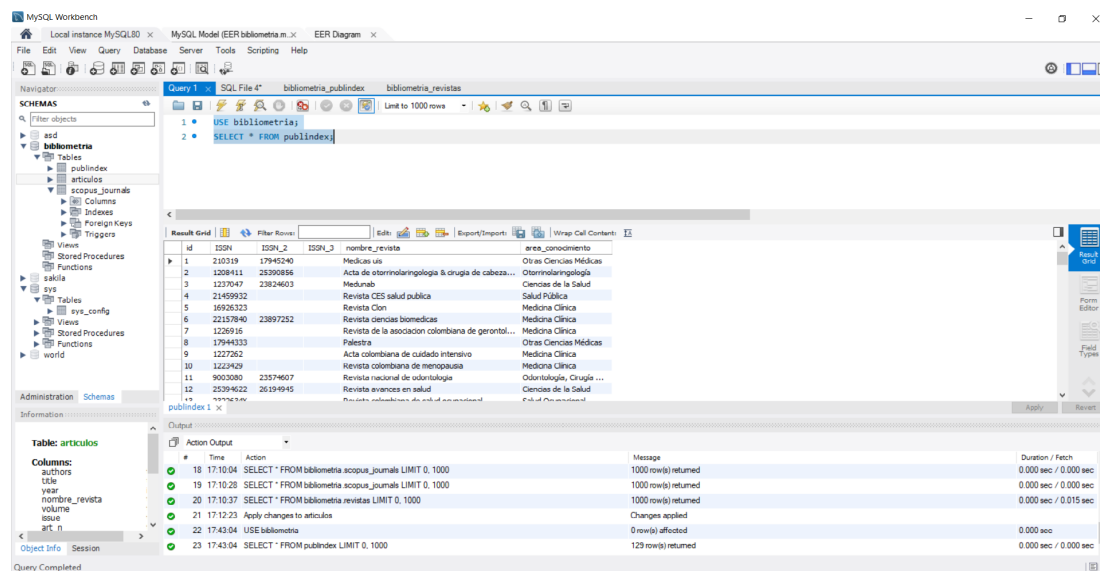 MySQL Workbench
Local instance MySQL80 × MySQL Model (EER bibliometria.m...× EER Diagram ×
File Edit View Query Database Server Tools Scripting Help
Navigator
SCHEMAS
Filter objects
asd
bibliometria
Tables
publindex
articulos
scopus_journals
Columns
Indexes
Foreign Keys
Triggers
Views
Stored Procedures
Functions
sakila
sys
Tables
sys_config
Views
Stored Procedures
Functions
world
Administration Schemas
Information
Table: articulos
Columns:
authors
title
year
nombre_revista
volume
issue
art_n
Object Info Session
Query Completed
Query 1 × SQL File 4* bibliometria_publindex bibliometria_revistas
Limit to 1000 rows
1 USE bibliometria;
2 SELECT * FROM publindex;
Result Grid Filter Rows: Edit: Export/Import: Wrap Cell Content:
id ISSN ISSN_2 ISSN_3 nombre_revista area_conocimiento
1 210319 17945240 Medicas uis Otras Ciencias Médicas
2 1208411 25390856 Acta de otorrinolaringologia & cirugia de cabeza... Otorrinolaringología
3 1237047 23824603 Medunab Ciencias de la Salud
4 21459932 Revista CES salud publica Salud Pública
5 16926323 Revista Clon Medicina Clínica
6 22157840 23897252 Revista ciencias biomedicas Medicina Clínica
7 1226916 Revista de la asociacion colombiana de gerontol... Medicina Clínica
8 17944333 Palestra Otras Ciencias Médicas
9 1227262 Acta colombiana de cuidado intensivo Medicina Clínica
10 1223429 Revista colombiana de menopausia Medicina Clínica
11 9003080 23574607 Revista nacional de odontologia Odontología, Cirugía ...
12 25394622 26194945 Revista avances en salud Ciencias de la Salud
13 2322634X Revista colombiana de salud ocupacional Salud Ocupacional
Result Grid
Form Editor
Field Types
publindex 1 × Apply Revert
Output
Action Output
# Time Action Message Duration / Fetch
18 17:10:04 SELECT * FROM bibliometria.scopus_journals LIMIT 0, 1000 1000 row(s) returned 0.000 sec / 0.000 sec
19 17:10:28 SELECT * FROM bibliometria.scopus_journals LIMIT 0, 1000 1000 row(s) returned 0.000 sec / 0.000 sec
20 17:10:37 SELECT * FROM bibliometria.revistas LIMIT 0, 1000 1000 row(s) returned 0.000 sec / 0.015 sec
21 17:12:23 Apply changes to articulos Changes applied
22 17:43:04 USE bibliometria 0 row(s) affected 0.000 sec
23 17:43:04 SELECT * FROM publindex LIMIT 0, 1000 129 row(s) returned 0.000 sec / 0.000 sec